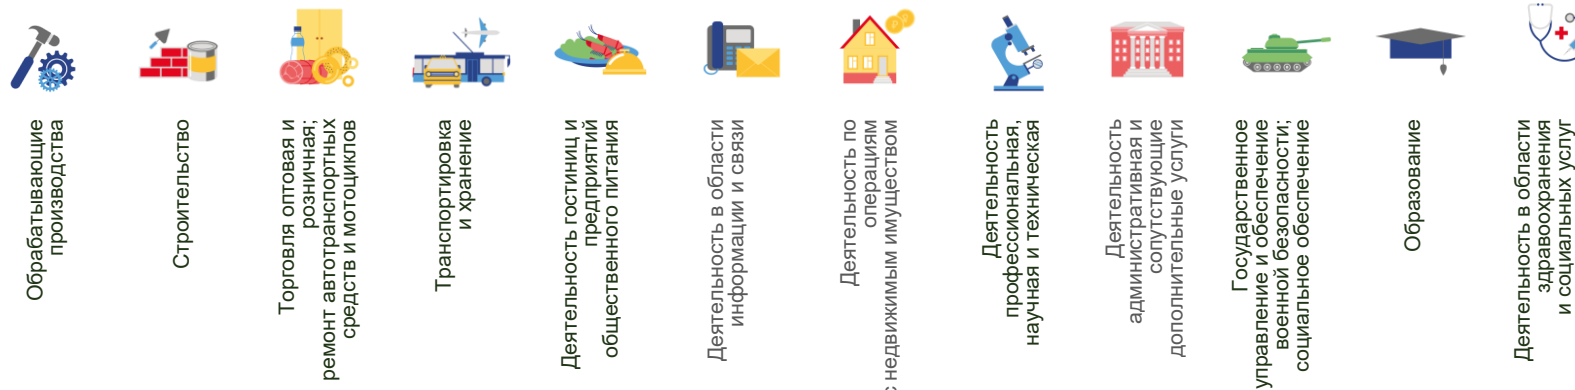 Обрабатывающие
производства
Строительство
Торговля оптовая и
розничная;
ремонт автотранспортных
средств и мотоциклов
Транспортировка
и хранение
Деятельность гостиниц и
предприятий
общественного питания
Деятельность в области
информации и связи
Деятельность по
операциям
с недвижимым имуществом
Деятельность
профессиональная,
научная и техническая
Деятельность
административная и
сопутствующие
дополнительные услуги
Государственное
управление и обеспечение
военной безопасности;
социальное обеспечение
Образование
Деятельность в области
здравоохранения
и социальных услуг